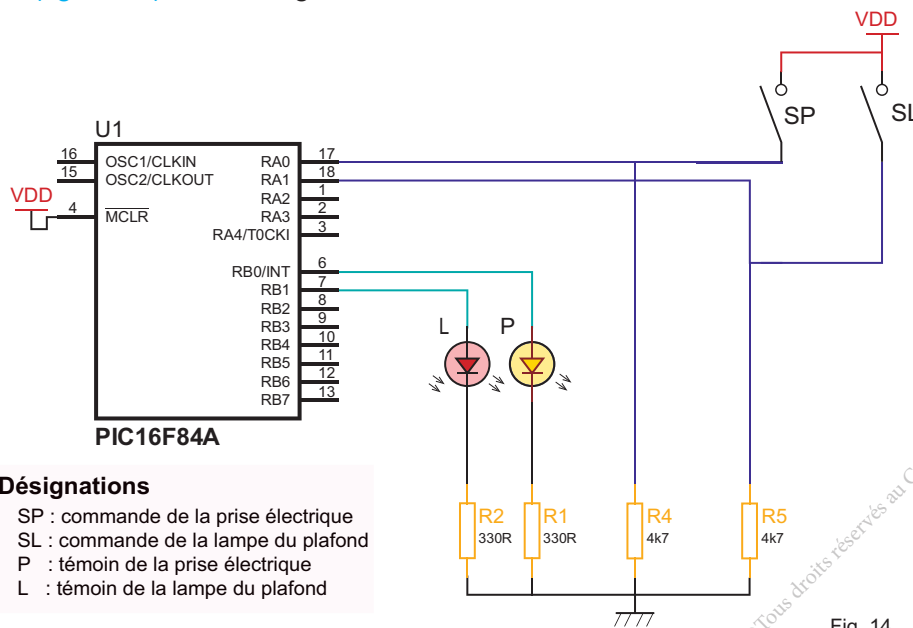 VDD
SP
SL
U1
16 OSC1/CLKIN RA0 17
15 OSC2/CLKOUT RA1 18
RA2 1
VDD
4 MCLR RA3 2
RA4/T0CKI 3
RB0/INT 6
RB1 7
RB2 8
RB3 9
RB4 10
RB5 11
RB6 12
RB7 13
PIC16F84A
L P
Désignations
SP : commande de la prise électrique
SL : commande de la lampe du plafond
P : témoin de la prise électrique
L : témoin de la lampe du plafond
R2 330R
R1 330R
R4 4k7
R5 4k7
Tous droits réservés au
Fig. 14